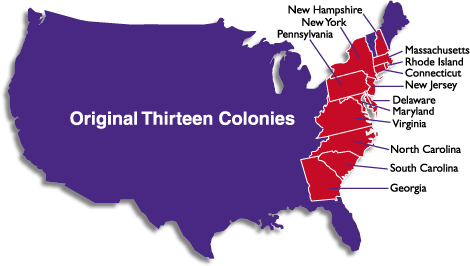 New Hampshire
New York
Pennsylvania
Massachusetts
Rhode Island
Connecticut
New Jersey
Delaware
Maryland
Virginia
Original Thirteen Colonies
North Carolina
South Carolina
Georgia